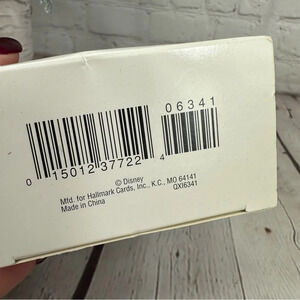 06341
0 15012 37722 4
© Disney
Mfd. for Hallmark Cards, Inc., K.C., MO 64141
Made in China QXI6341